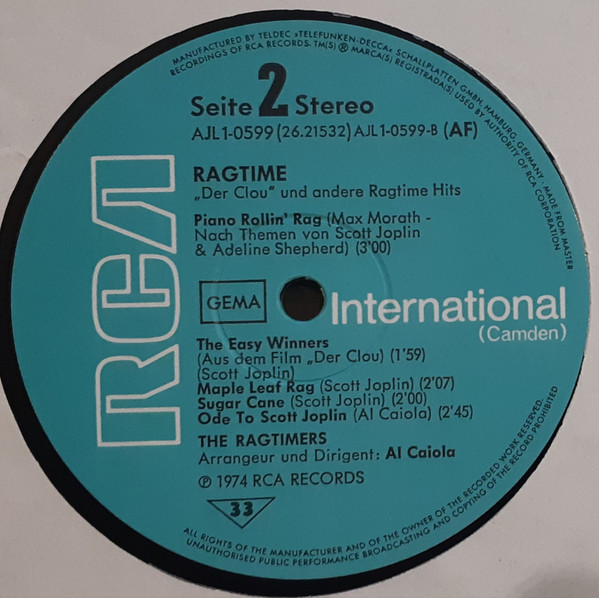 MANUFACTURED BY TELDEC »TELEFUNKEN-DECCA« SCHALLPLATTEN GMBH, HAMBURG, GERMANY · MADE FROM MASTER
RECORDINGS OF RCA RECORDS. TM(S) ® MARCA(S) REGISTRADA(S) USED BY AUTHORITY OF RCA CORPORATION
Seite 2 Stereo
AJL1-0599 (26.21532) AJL1-0599-B (AF)
RCA
RAGTIME
„Der Clou" und andere Ragtime Hits
Piano Rollin' Rag (Max Morath -
Nach Themen von Scott Joplin
& Adeline Shepherd) (3'00)
GEMA
International
(Camden)
The Easy Winners
(Aus dem Film „Der Clou) (1'59)
(Scott Joplin)
Maple Leaf Rag (Scott Joplin) (2'07)
Sugar Cane (Scott Joplin) (2'00)
Ode To Scott Joplin (Al Caiola) (2'45)
THE RAGTIMERS
Arrangeur und Dirigent: Al Caiola
℗ 1974 RCA RECORDS
33
ALL RIGHTS OF THE MANUFACTURER AND OF THE OWNER OF THE RECORDED WORK RESERVED.
UNAUTHORISED PUBLIC PERFORMANCE BROADCASTING AND COPYING OF THE RECORD PROHIBITED